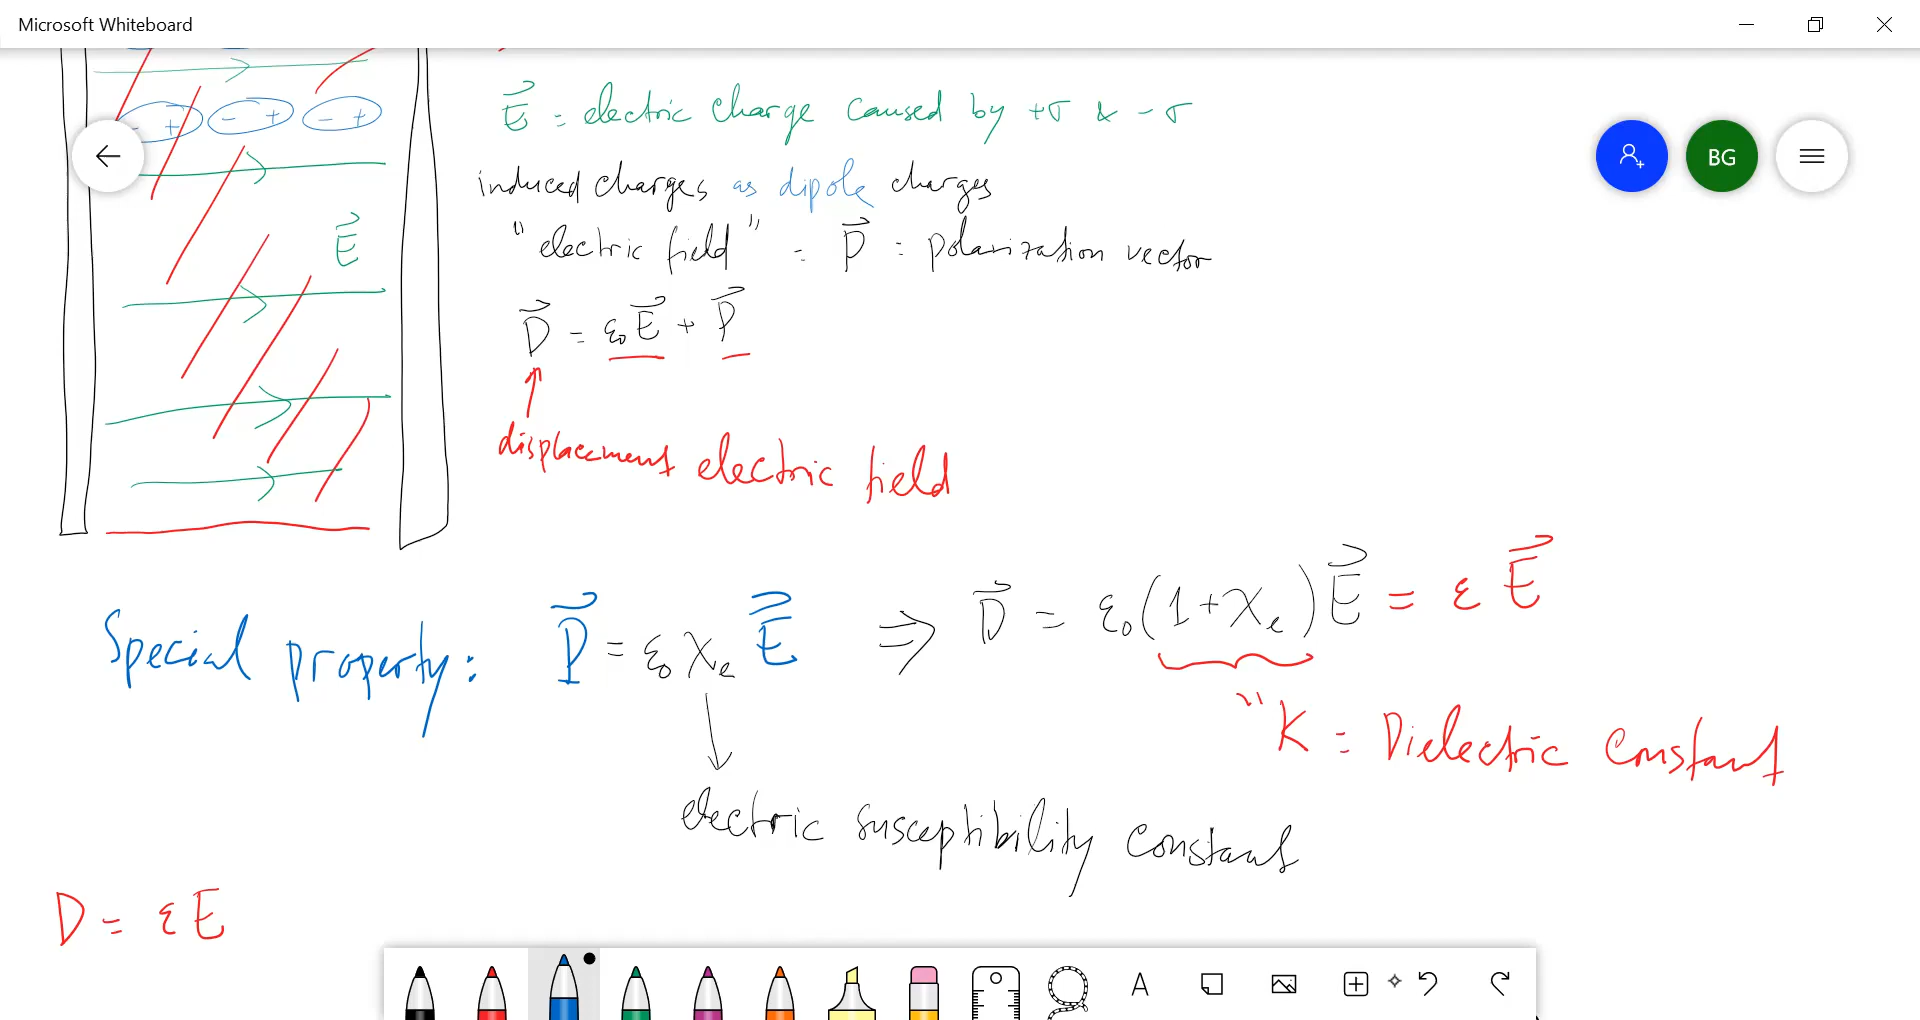 Microsoft Whiteboard
E⃗ = electric charge caused by +σ & -σ
induced charges as dipole charges
"electric field" = P⃗ = polarization vector
D⃗ = ε₀E⃗ + P⃗
displacement electric field
- + - + - +
E⃗
BG
Special property: P⃗ = ε₀ χₑ E⃗ ⇒ D⃗ = ε₀(1+χₑ)E⃗ = ε E⃗
"K = Dielectric Constant
electric susceptibility constant
D = εE
A